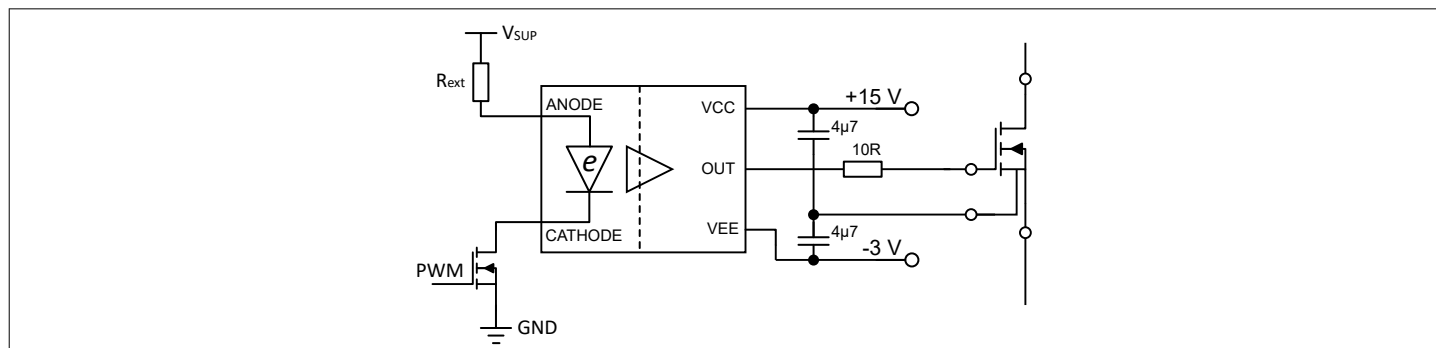 VSUP
Rext
ANODE
VCC
+15 V
4µ7
10R
e
OUT
CATHODE
VEE
4µ7
-3 V
PWM
GND